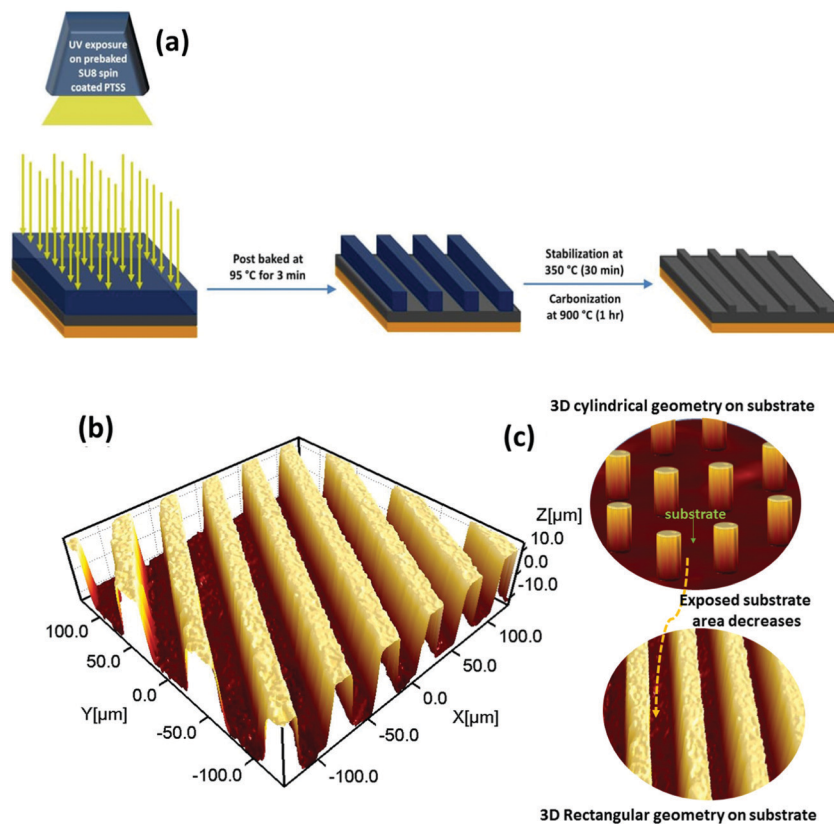 (a)
UV exposure
on prebaked
SU8 spin
coated PTSS
Post baked at
95 °C for 3 min
Stabilization at
350 °C (30 min)
Carbonization
at 900 °C (1 hr)
(b)
Z[µm]
10.0
0.0
-10.0
100.0
50.0
0.0
-50.0
-100.0
Y[µm]
100.0
50.0
0.0
-50.0
-100.0
X[µm]
(c)
3D cylindrical geometry on substrate
substrate
Exposed substrate
area decreases
3D Rectangular geometry on substrate